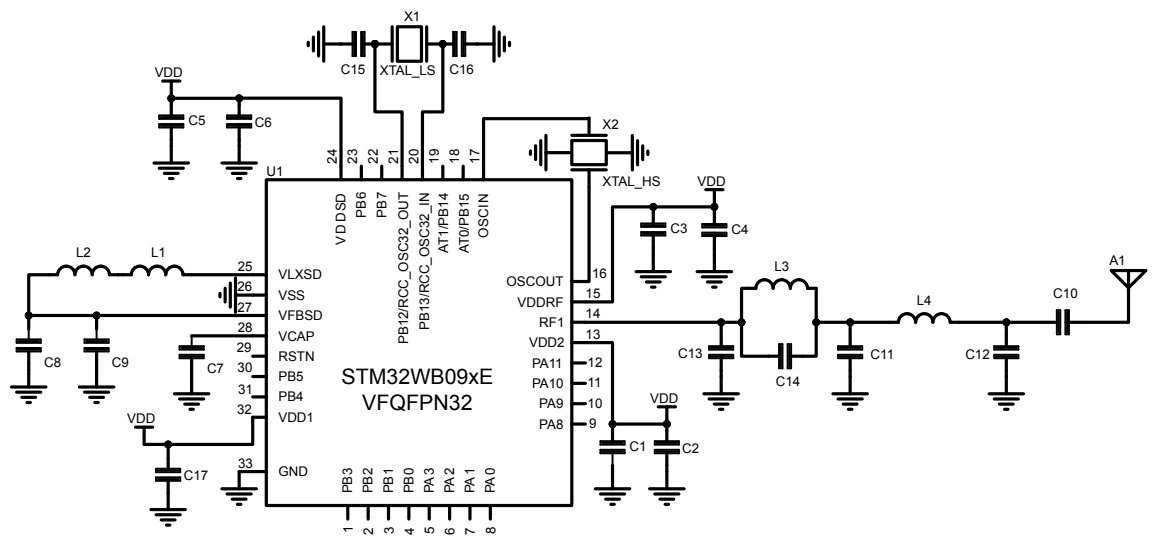 X1
C15
C16
XTAL_LS
VDD
C5
C6
X2
XTAL_HS
U1
24
23
22
21
20
19
18
17
VDDSD
PB6
PB7
PB12/RCC_OSC32_OUT
PB13/RCC_OSC32_IN
AT1/PB14
AT0/PB15
OSCIN
VDD
C3
C4
L2
L1
25
VLXSD
26
VSS
27
VFBSD
28
VCAP
29
RSTN
30
PB5
31
PB4
32
VDD1
33
GND
C8
C9
C7
VDD
C17
STM32WB09xE
VFQFPN32
OSCOUT
16
VDDRF
15
RF1
14
VDD2
13
PA11
12
PA10
11
PA9
10
PA8
9
L3
C13
C14
C11
L4
C12
C10
A1
VDD
C1
C2
PB3
PB2
PB1
PB0
PA3
PA2
PA1
PA0
1
2
3
4
5
6
7
8